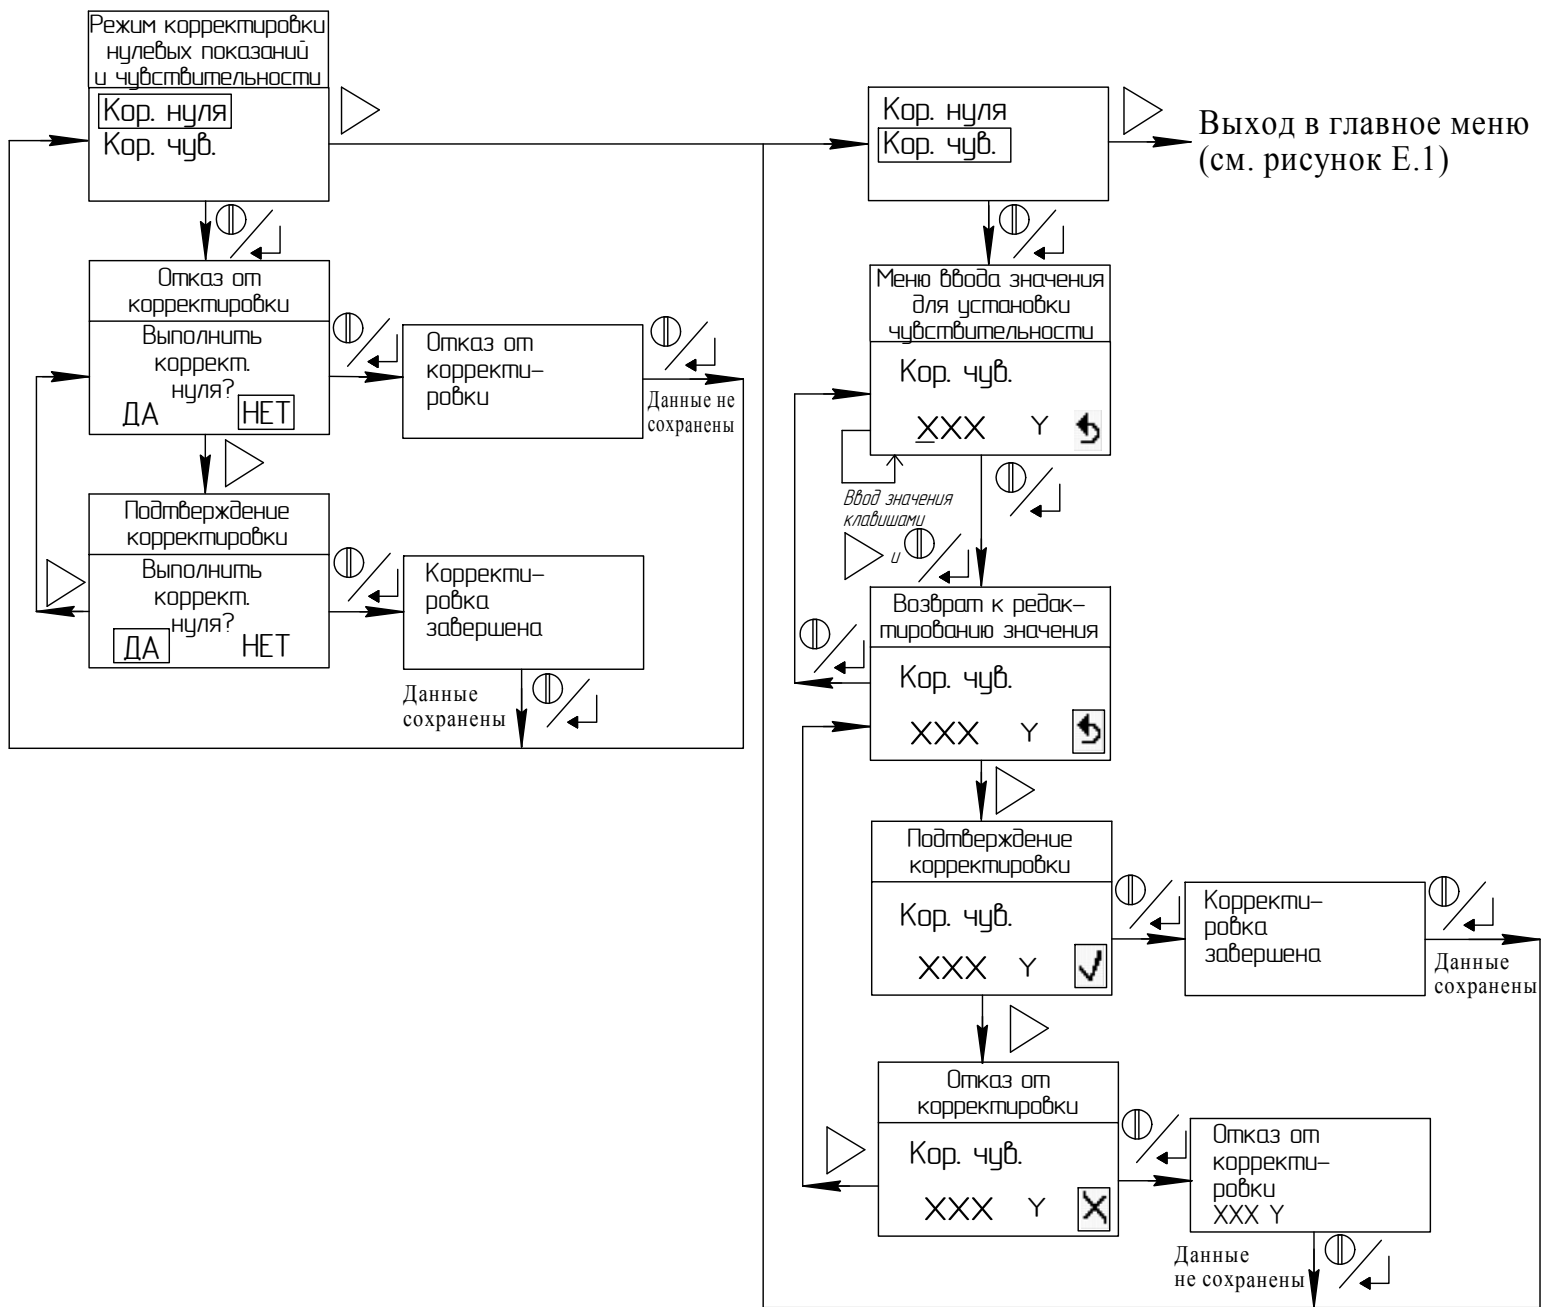 Режим корректировки
нулевых показаний
и чувствительности
Кор. нуля
Кор. чув.
Отказ от
корректировки
Выполнить
коррект.
нуля?
ДА НЕТ
Отказ от
корректи–
ровки
Данные не
сохранены
Подтверждение
корректировки
Выполнить
коррект.
нуля?
ДА НЕТ
Корректи–
ровка
завершена
Данные
сохранены
Кор. нуля
Кор. чув.
Выход в главное меню
(см. рисунок Е.1)
Меню ввода значения
для установки
чувствительности
Кор. чув.
XXX Y
Ввод значения
клавишами
и
Возврат к редак–
тированию значения
Кор. чув.
XXX Y
Подтверждение
корректировки
Кор. чув.
XXX Y
Корректи–
ровка
завершена
Данные
сохранены
Отказ от
корректировки
Кор. чув.
XXX Y
Отказ от
корректи–
ровки
XXX Y
Данные
не сохранены